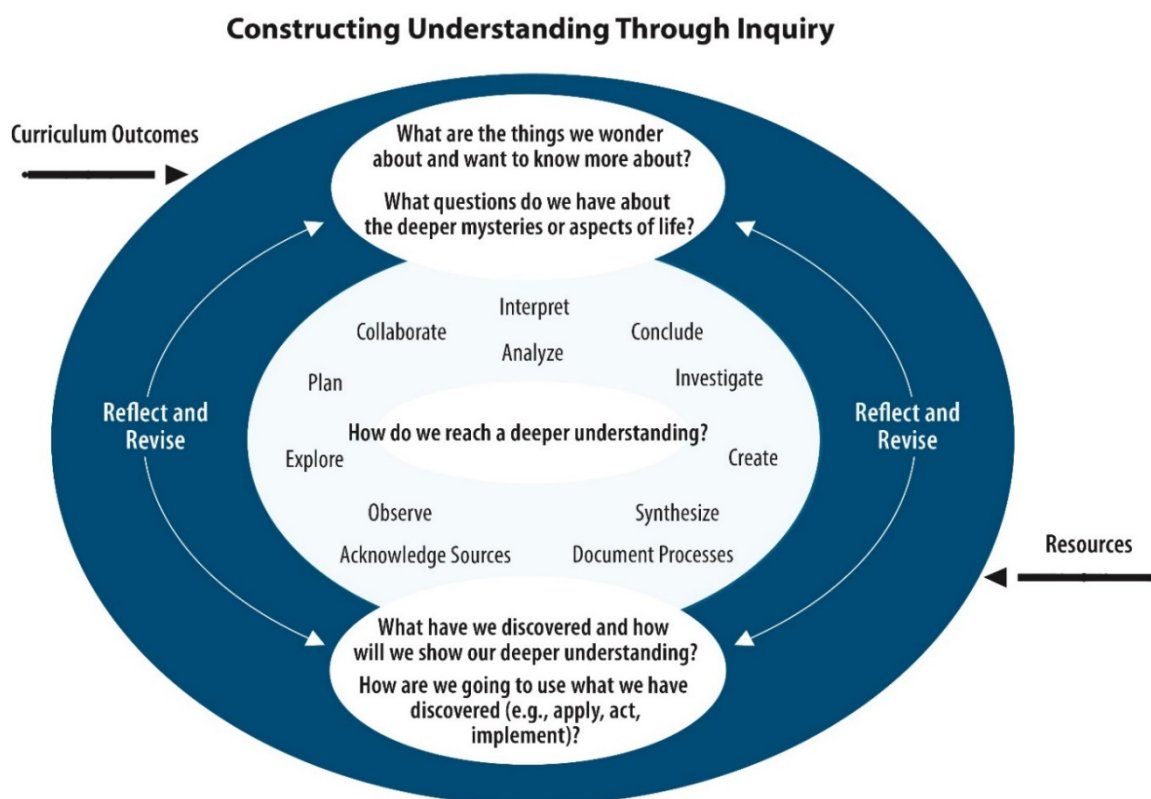 Constructing Understanding Through Inquiry
Curriculum Outcomes
What are the things we wonder
about and want to know more about?
What questions do we have about
the deeper mysteries or aspects of life?
Interpret
Collaborate
Conclude
Analyze
Plan
Investigate
Reflect and
Revise
How do we reach a deeper understanding?
Reflect and
Revise
Explore
Create
Observe
Synthesize
Acknowledge Sources
Document Processes
Resources
What have we discovered and how
will we show our deeper understanding?
How are we going to use what we have
discovered (e.g., apply, act,
implement)?